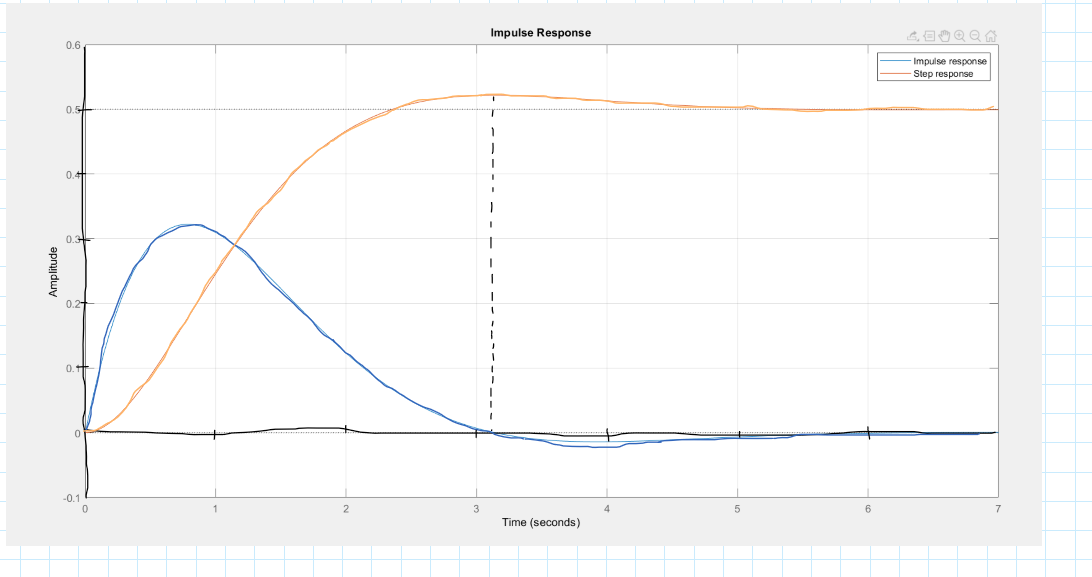 Impulse Response
Impulse response
Step response
0.6
0.5
0.4
0.3
0.2
0.1
0
-0.1
Amplitude
0 1 2 3 4 5 6 7
Time (seconds)